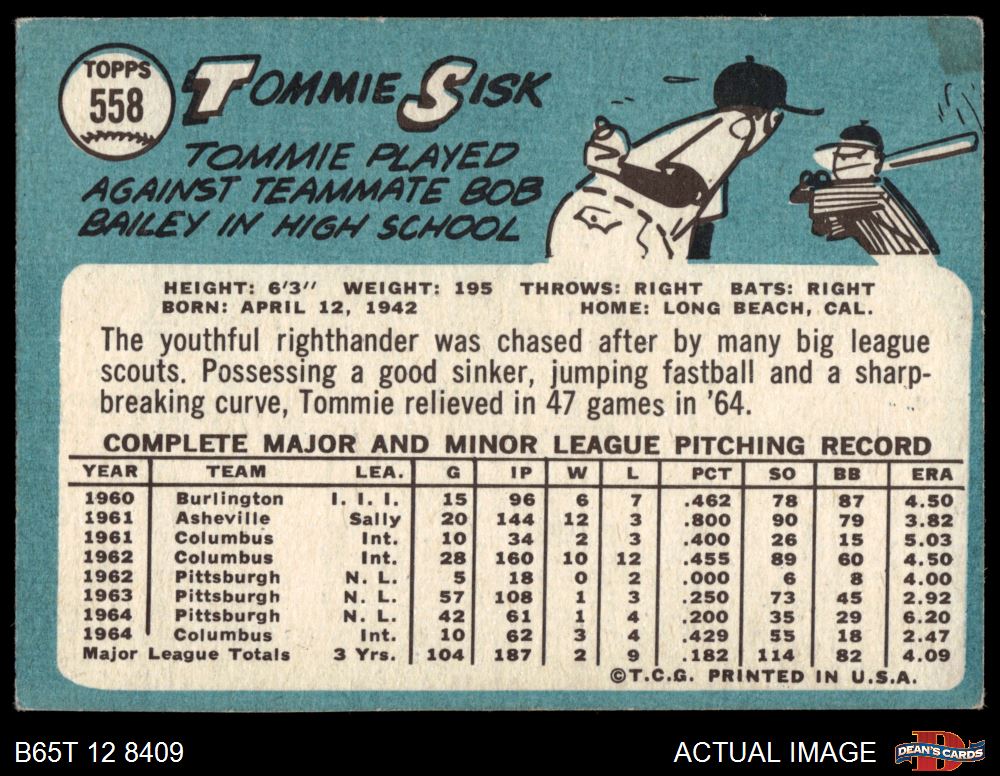 TOPPS
558
TOMMIE SISK
TOMMIE PLAYED
AGAINST TEAMMATE BOB
BAILEY IN HIGH SCHOOL
HEIGHT: 6'3" WEIGHT: 195 THROWS: RIGHT BATS: RIGHT
BORN: APRIL 12, 1942 HOME: LONG BEACH, CAL.
The youthful righthander was chased after by many big league
scouts. Possessing a good sinker, jumping fastball and a sharp-
breaking curve, Tommie relieved in 47 games in '64.
COMPLETE MAJOR AND MINOR LEAGUE PITCHING RECORD
YEAR TEAM LEA. G IP W L PCT SO BB ERA
1960 Burlington I. I. I. 15 96 6 7 .462 78 87 4.50
1961 Asheville Sally 20 144 12 3 .800 90 79 3.82
1961 Columbus Int. 10 34 2 3 .400 26 15 5.03
1962 Columbus Int. 28 160 10 12 .455 89 60 4.50
1962 Pittsburgh N. L. 5 18 0 2 .000 6 8 4.00
1963 Pittsburgh N. L. 57 108 1 3 .250 73 45 2.92
1964 Pittsburgh N. L. 42 61 1 4 .200 35 29 6.20
1964 Columbus Int. 10 62 3 4 .429 55 18 2.47
Major League Totals 3 Yrs. 104 187 2 9 .182 114 82 4.09
©T.C.G. PRINTED IN U.S.A.
B65T 12 8409 ACTUAL IMAGE D DEAN'S CARDS